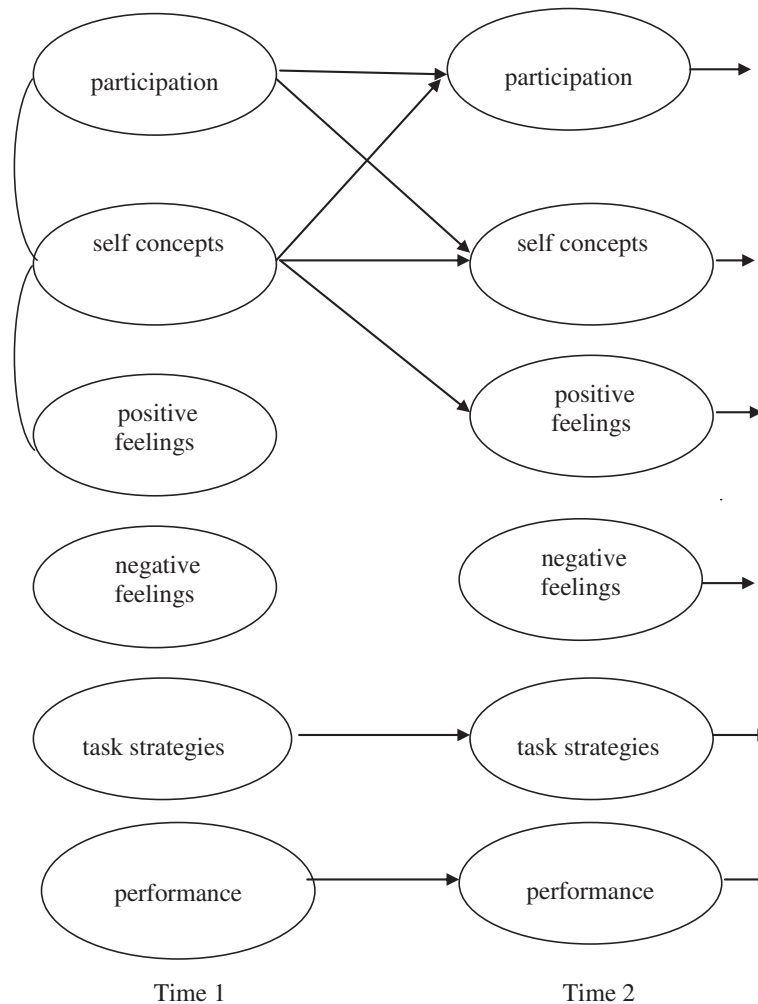 participation
participation
self concepts
self concepts
positive
feelings
positive
feelings
negative
feelings
negative
feelings
task strategies
task strategies
performance
performance
Time 1
Time 2